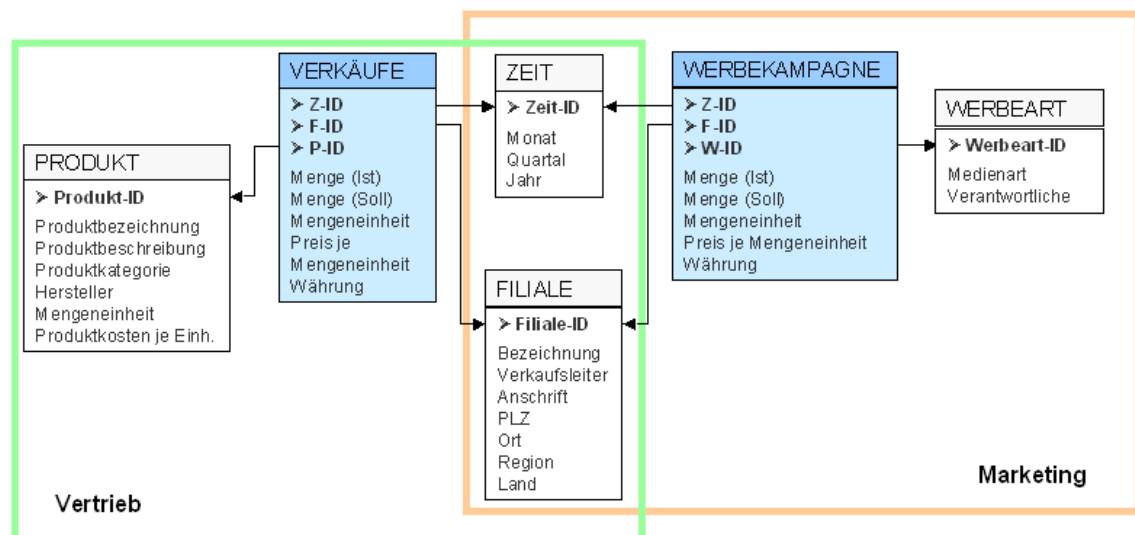 VERKÄUFE
➢ Z-ID
➢ F-ID
➢ P-ID
Menge (Ist)
Menge (Soll)
Mengeneinheit
Preis je
Mengeneinheit
Währung
ZEIT
➢ Zeit-ID
Monat
Quartal
Jahr
WERBEKAMPAGNE
➢ Z-ID
➢ F-ID
➢ W-ID
Menge (Ist)
Menge (Soll)
Mengeneinheit
Preis je Mengeneinheit
Währung
WERBEART
➢ Werbeart-ID
Medienart
Verantwortliche
PRODUKT
➢ Produkt-ID
Produktbezeichnung
Produktbeschreibung
Produktkategorie
Hersteller
Mengeneinheit
Produktkosten je Einh.
FILIALE
➢ Filiale-ID
Bezeichnung
Verkaufsleiter
Anschrift
PLZ
Ort
Region
Land
Vertrieb
Marketing